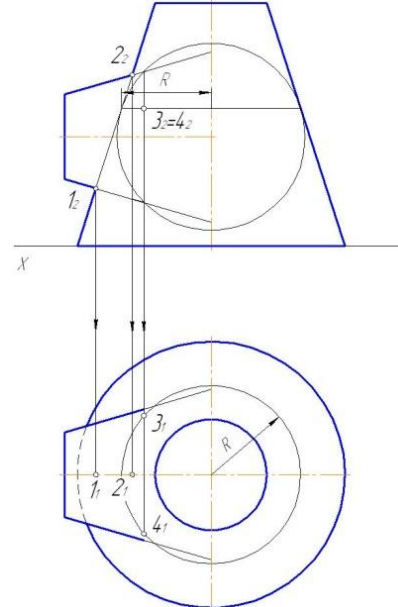 2₂
R
3₂=4₂
1₂
X
3₁
R
1₁ 2₁
4₁